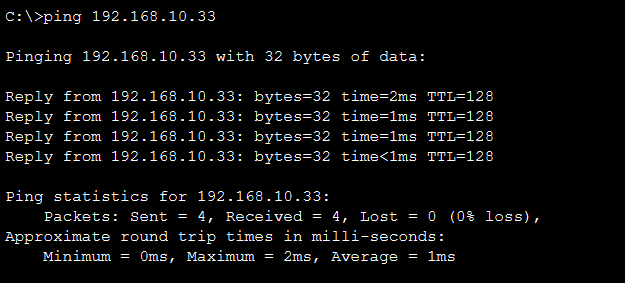 C:\>ping 192.168.10.33
Pinging 192.168.10.33 with 32 bytes of data:
Reply from 192.168.10.33: bytes=32 time=2ms TTL=128
Reply from 192.168.10.33: bytes=32 time=1ms TTL=128
Reply from 192.168.10.33: bytes=32 time=1ms TTL=128
Reply from 192.168.10.33: bytes=32 time<1ms TTL=128
Ping statistics for 192.168.10.33:
    Packets: Sent = 4, Received = 4, Lost = 0 (0% loss),
Approximate round trip times in milli-seconds:
    Minimum = 0ms, Maximum = 2ms, Average = 1ms